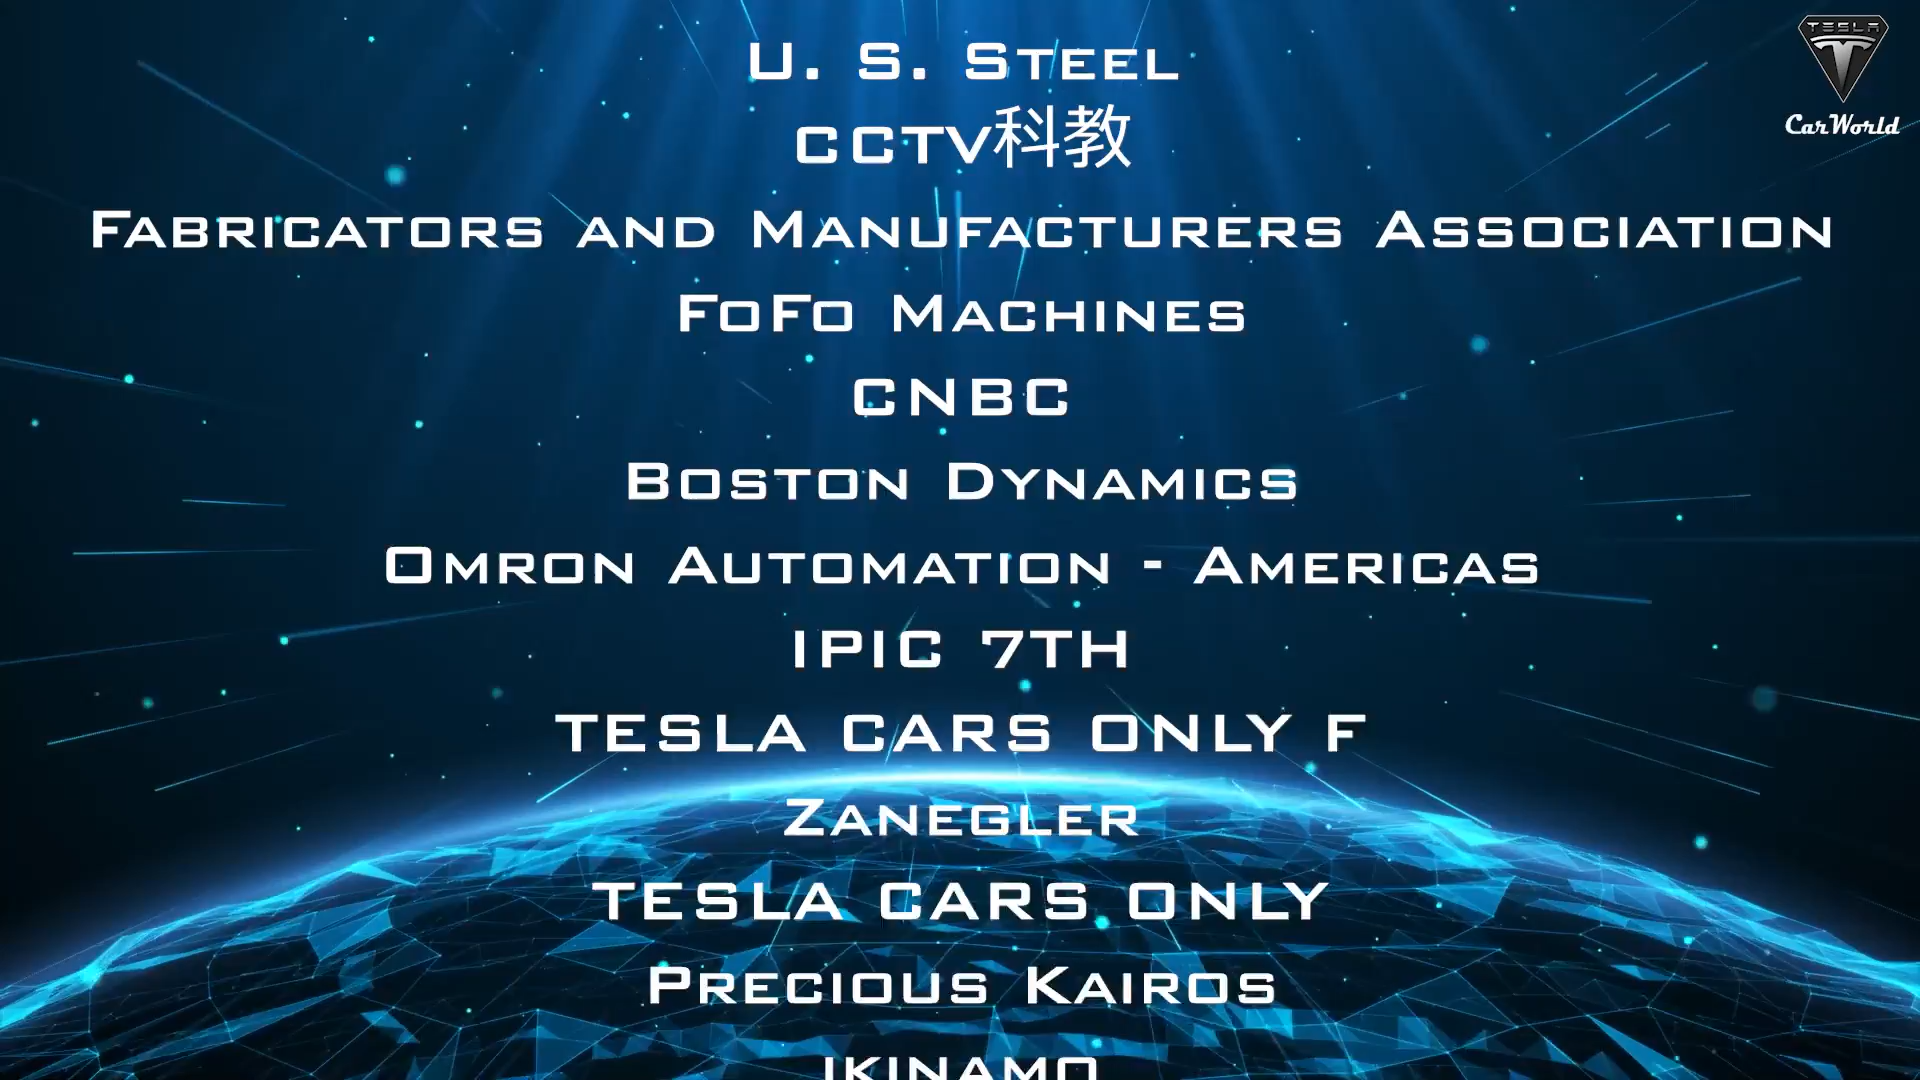 TESLA
CarWorld
U. S. Steel
CCTV科教
Fabricators and Manufacturers Association
FoFo Machines
CNBC
Boston Dynamics
Omron Automation - Americas
IPIC 7TH
TESLA CARS ONLY F
Zanegler
TESLA CARS ONLY
Precious Kairos
IKINAMO